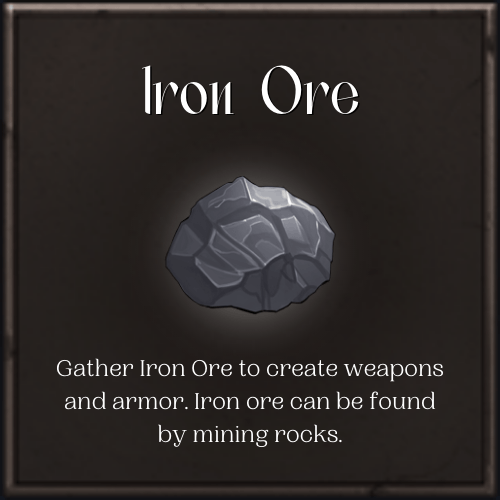 Iron Ore
Gather Iron Ore to create weapons
and armor. Iron ore can be found
by mining rocks.